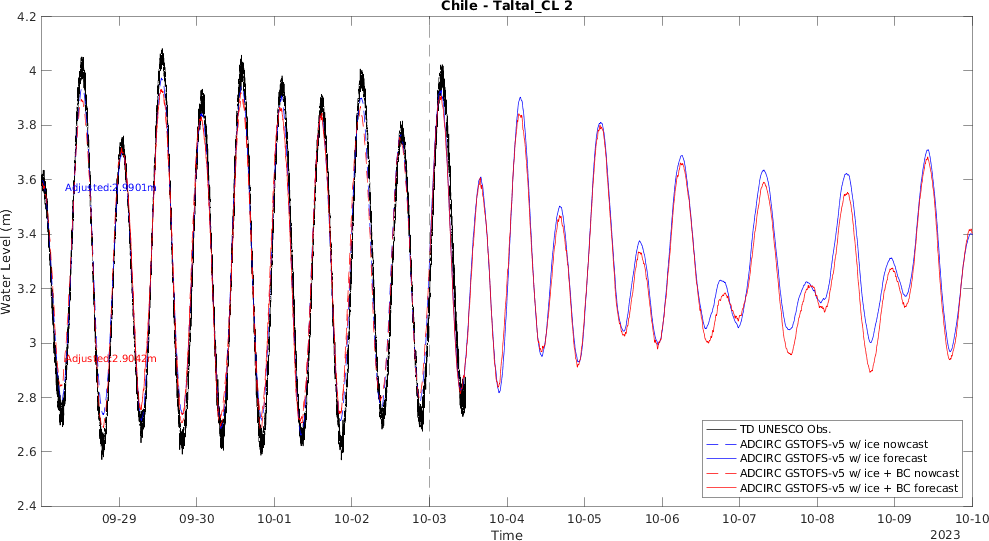 Chile - Taltal_CL 2
4.2
4
3.8
3.6
3.4
3.2
3
2.8
2.6
2.4
Water Level (m)
Adjusted:2.9901m
Adjusted:2.9042m
TD UNESCO Obs.
ADCIRC GSTOFS-v5 w/ ice nowcast
ADCIRC GSTOFS-v5 w/ ice forecast
ADCIRC GSTOFS-v5 w/ ice + BC nowcast
ADCIRC GSTOFS-v5 w/ ice + BC forecast
09-29 09-30 10-01 10-02 10-03 10-04 10-05 10-06 10-07 10-08 10-09 10-10
Time
2023